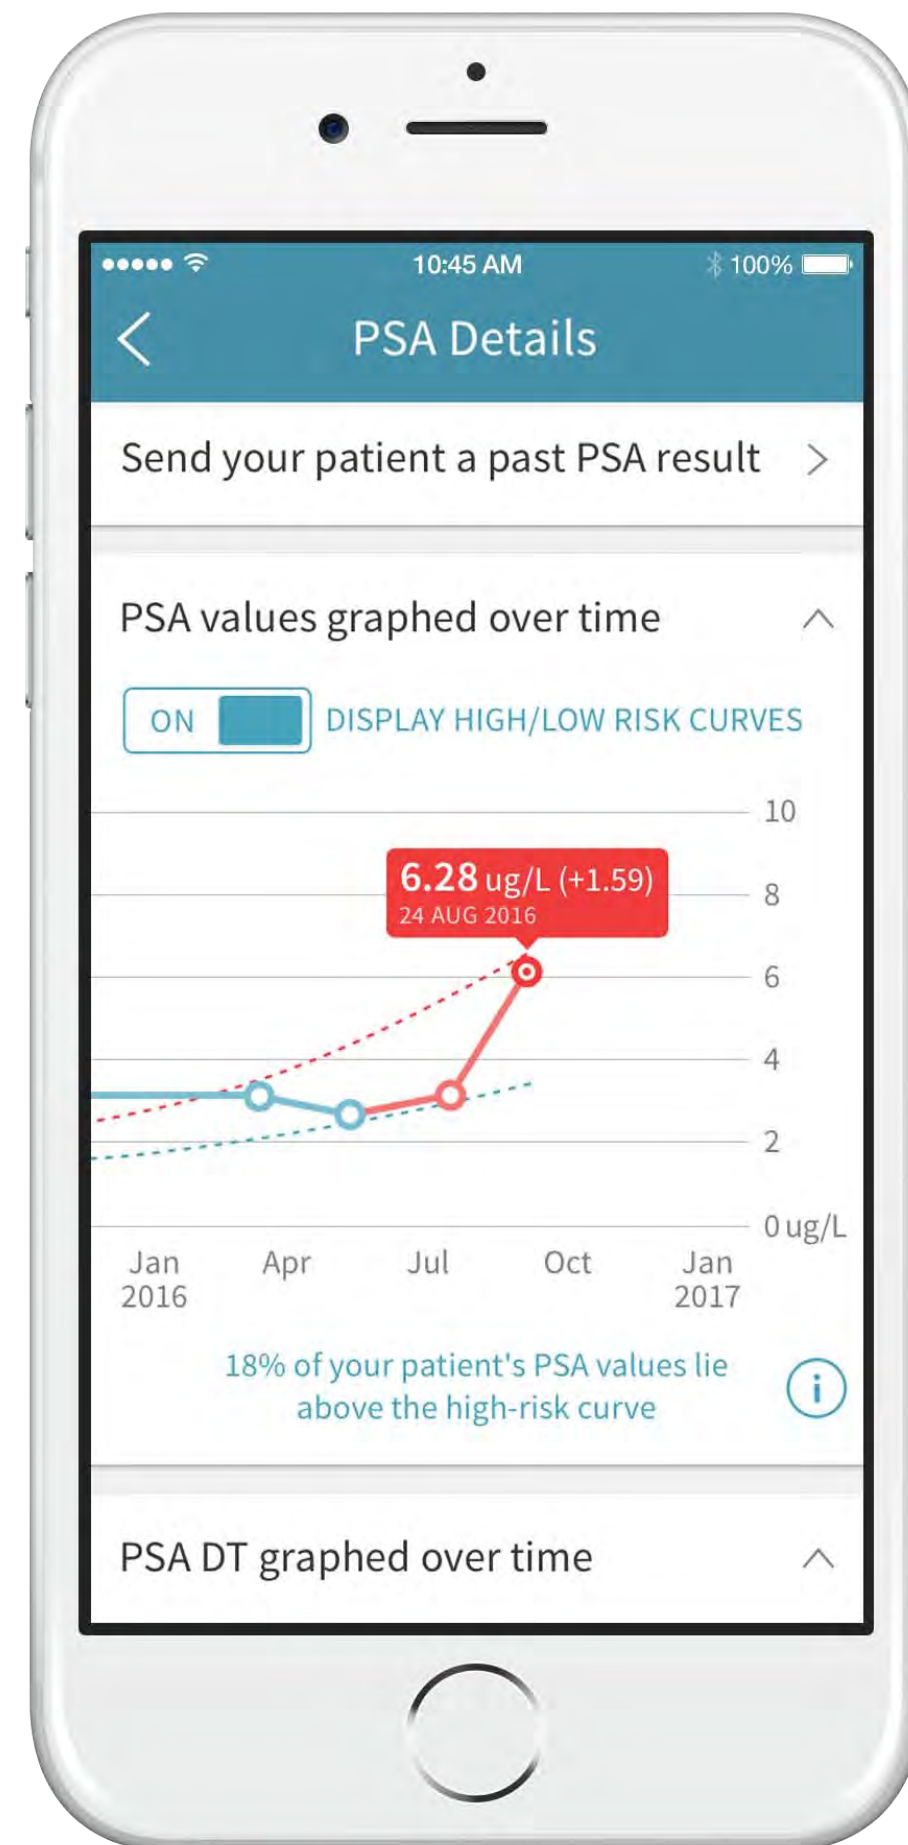 10:45 AM
100%
PSA Details
Send your patient a past PSA result
PSA values graphed over time
ON
DISPLAY HIGH/LOW RISK CURVES
10
6.28 ug/L (+1.59)
24 AUG 2016
8
6
4
2
0 ug/L
Jan Apr Jul Oct Jan
2016 2017
18% of your patient's PSA values lie
above the high-risk curve
i
PSA DT graphed over time